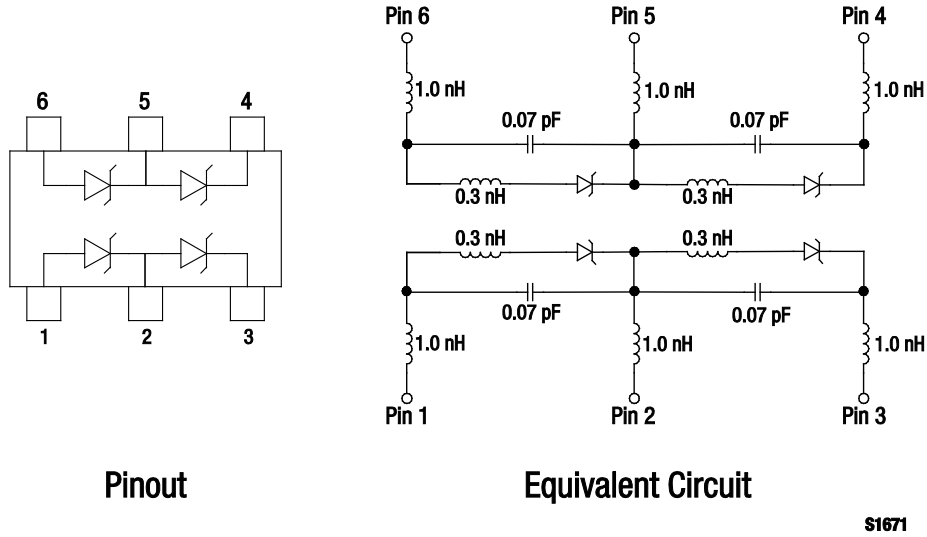 Pin 6 Pin 5 Pin 4
1.0 nH 1.0 nH 1.0 nH
6 5 4
0.07 pF 0.07 pF
0.3 nH 0.3 nH
0.3 nH 0.3 nH
0.07 pF 0.07 pF
1 2 3
1.0 nH 1.0 nH 1.0 nH
Pin 1 Pin 2 Pin 3
Pinout Equivalent Circuit
S1671